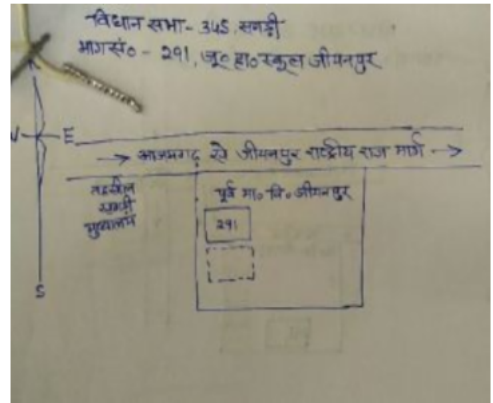 विधान सभा - 345, सगड़ी
भाग सं० - 291, जू० हा० स्कूल जीयनपुर
E
→ आजमगढ़ से जीयनपुर राष्ट्रीय राज मार्ग →
तहसील
सगड़ी
मुख्यालय
पूर्व मा० वि० जीयनपुर
291
S